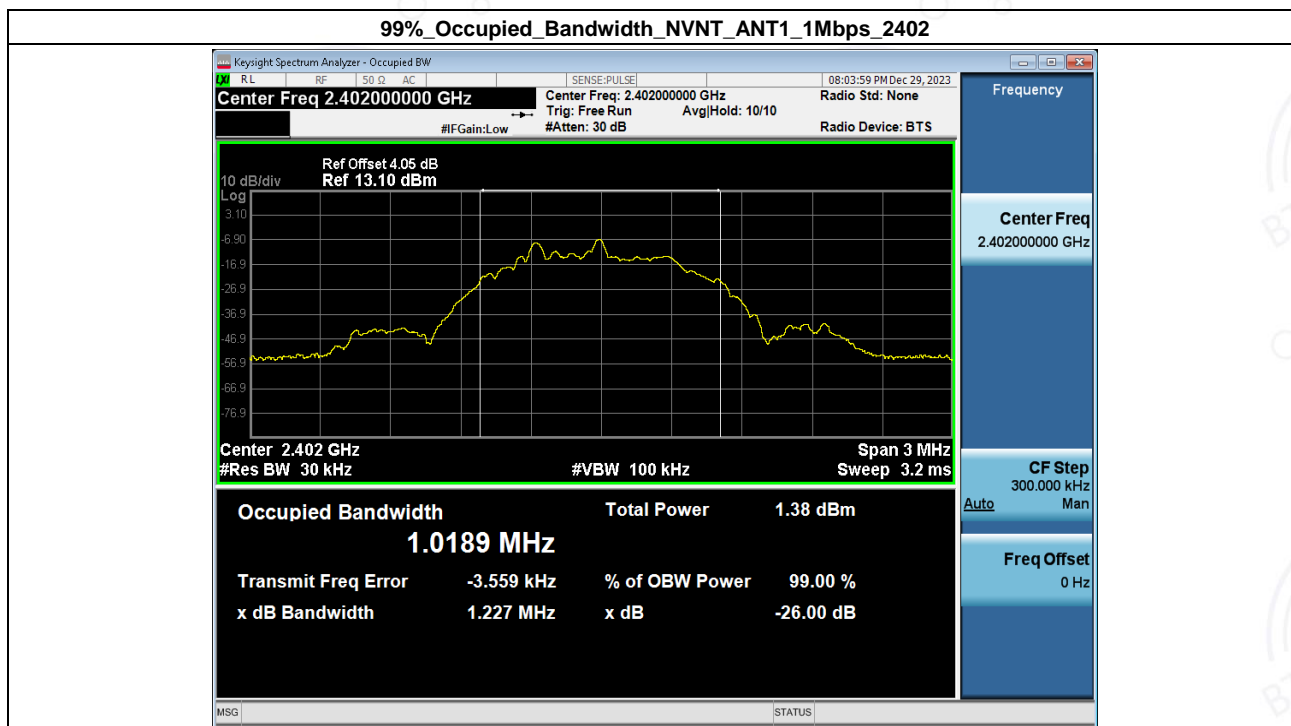 99%_Occupied_Bandwidth_NVNT_ANT1_1Mbps_2402
Keysight Spectrum Analyzer - Occupied BW
LXI RL RF 50 Ω AC SENSE:PULSE 08:03:59 PM Dec 29, 2023
Center Freq 2.402000000 GHz
Center Freq: 2.402000000 GHz Radio Std: None
Trig: Free Run Avg|Hold: 10/10
#IFGain:Low #Atten: 30 dB Radio Device: BTS
Ref Offset 4.05 dB
10 dB/div Ref 13.10 dBm
Log
3.10
-6.90
-16.9
-26.9
-36.9
-46.9
-56.9
-66.9
-76.9
Center 2.402 GHz Span 3 MHz
#Res BW 30 kHz #VBW 100 kHz Sweep 3.2 ms
Occupied Bandwidth Total Power 1.38 dBm
1.0189 MHz
Transmit Freq Error -3.559 kHz % of OBW Power 99.00 %
x dB Bandwidth 1.227 MHz x dB -26.00 dB
MSG STATUS
Frequency
Center Freq
2.402000000 GHz
CF Step
300.000 kHz
Auto Man
Freq Offset
0 Hz